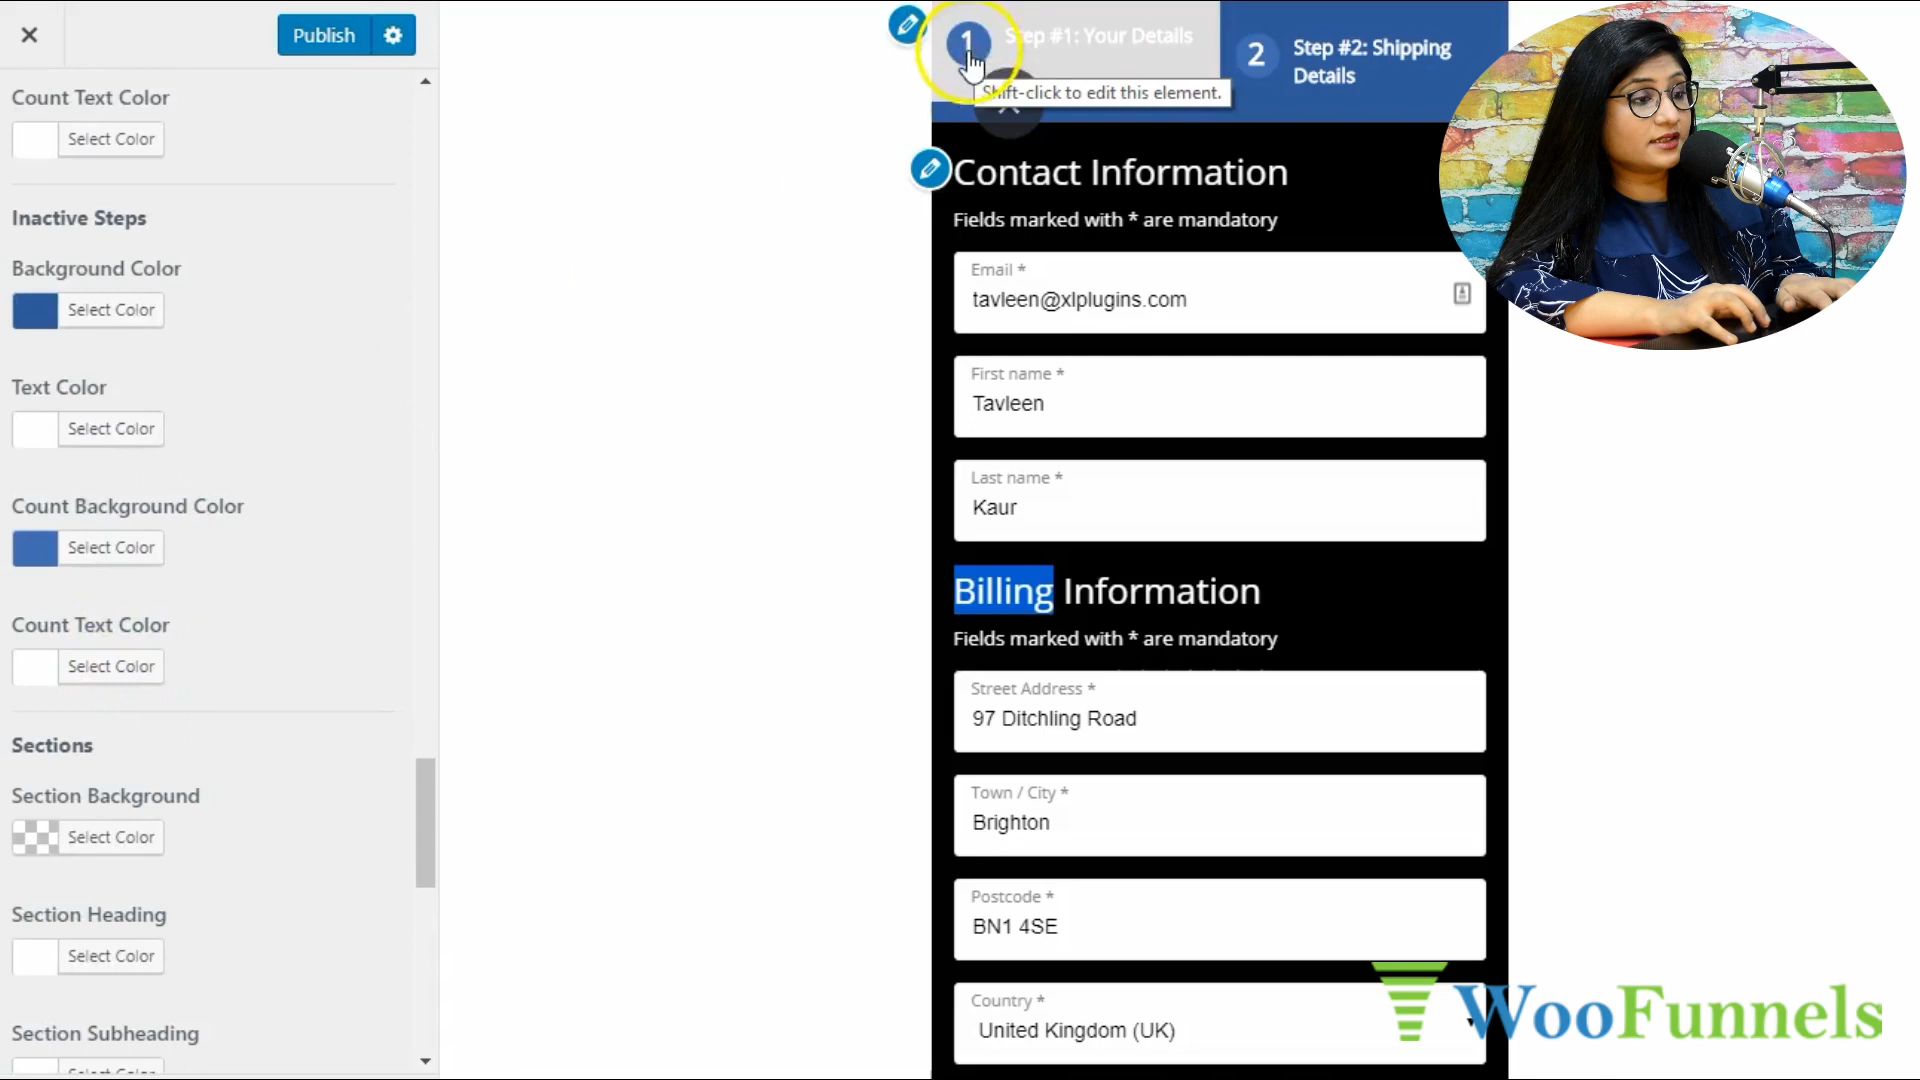 Publish
Count Text Color
Select Color
Inactive Steps
Background Color
Select Color
Text Color
Select Color
Count Background Color
Select Color
Count Text Color
Select Color
Sections
Section Background
Select Color
Section Heading
Select Color
Section Subheading
Select Color
1
Step #1: Your Details
Shift-click to edit this element.
2
Step #2: Shipping
Details
Contact Information
Fields marked with * are mandatory
Email *
tavleen@xlplugins.com
First name *
Tavleen
Last name *
Kaur
Billing Information
Fields marked with * are mandatory
Street Address *
97 Ditchling Road
Town / City *
Brighton
Postcode *
BN1 4SE
Country *
United Kingdom (UK)
WooFunnels